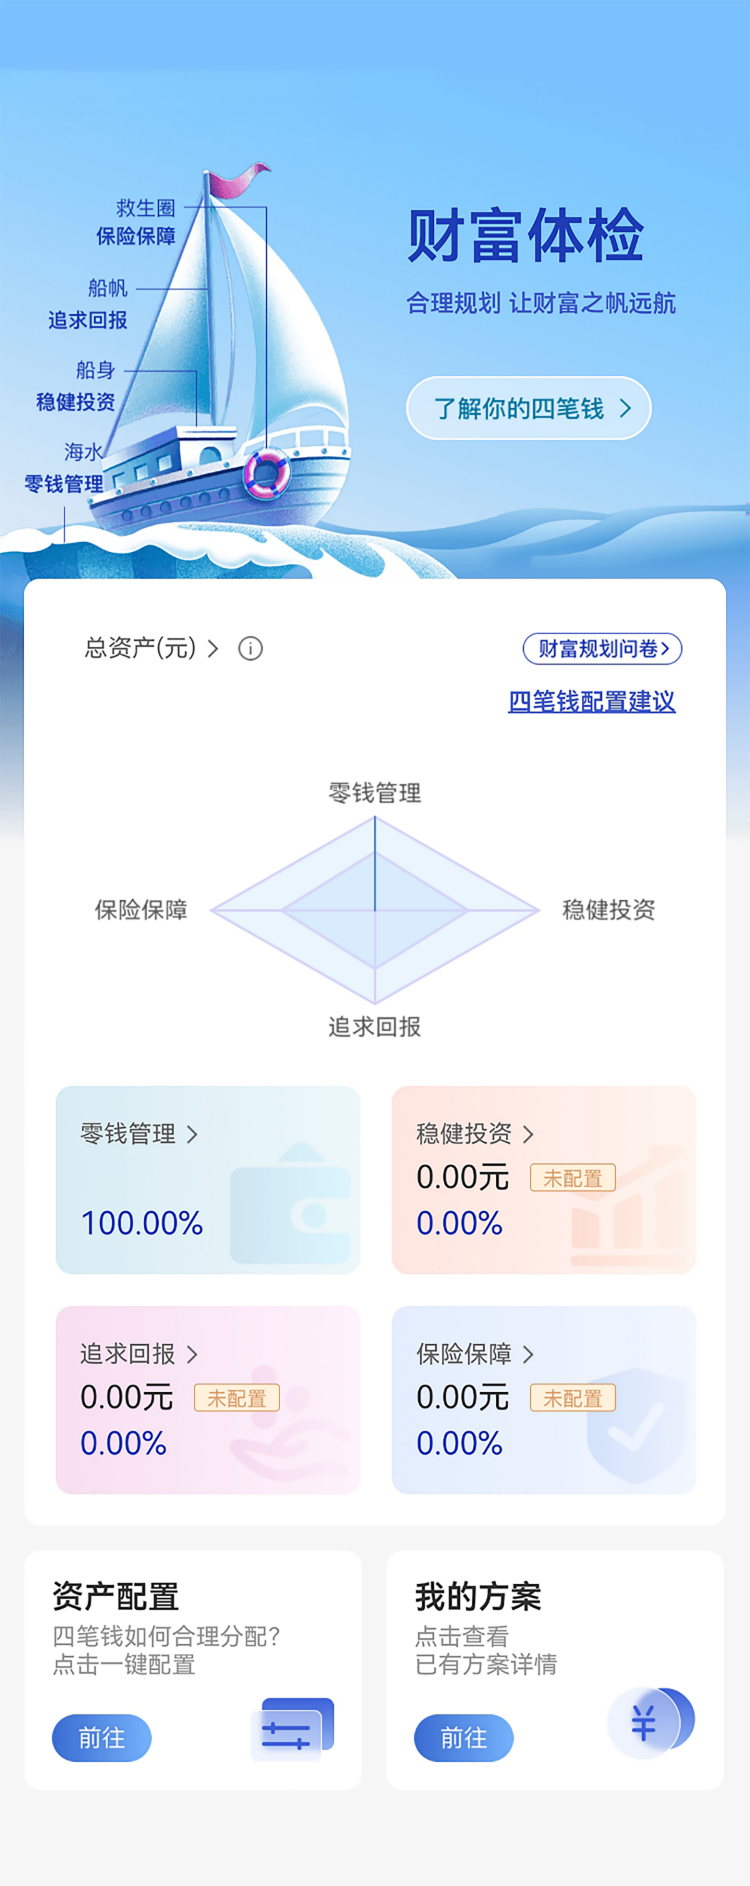 救生圈
保险保障
船帆
追求回报
船身
稳健投资
海水
零钱管理
财富体检
合理规划 让财富之帆远航
了解你的四笔钱 >
总资产(元) > i
财富规划问卷>
四笔钱配置建议
零钱管理
保险保障
稳健投资
追求回报
零钱管理 >
100.00%
稳健投资 >
0.00元 未配置
0.00%
追求回报 >
0.00元 未配置
0.00%
保险保障 >
0.00元 未配置
0.00%
资产配置
四笔钱如何合理分配?
点击一键配置
前往
我的方案
点击查看
已有方案详情
前往
¥